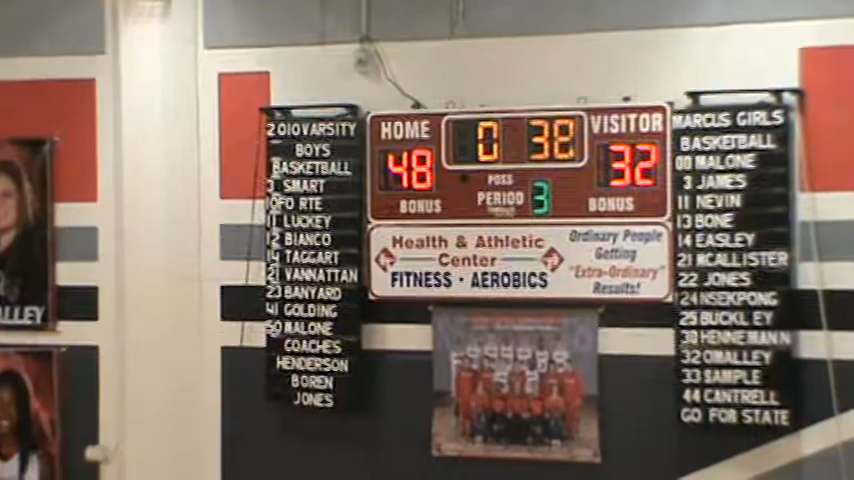 2010 VARSITY
BOYS
BASKETBALL
3 SMART
10 FORTE
11 LUCKEY
12 BIANCO
14 TAGGART
21 VANHATTAN
23 BANYARD
41 GOLDING
50 MALONE
COACHES
HENDERSON
BOREN
JONES
HOME
0 38
VISITOR
48
32
POSS
BONUS
PERIOD
3
BONUS
Health & Athletic
Center
FITNESS • AEROBICS
Ordinary People
Getting
"Extra-Ordinary"
Results!
MARCUS GIRLS
BASKETBALL
00 MALONE
3 JAMES
11 NEVIN
13 BONE
14 EASLEY
21 MCALLISTER
22 JONES
24 NSEKPONG
25 BUCKLEY
30 HENNEMANN
32 OMALLEY
33 SAMPLE
44 CANTRELL
GO FOR STATE
ALLEY